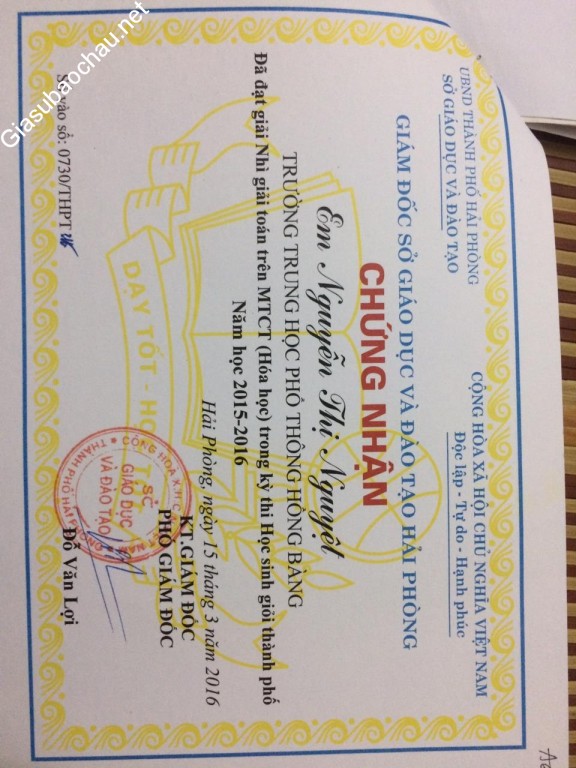 UBND THÀNH PHỐ HẢI PHÒNG
SỞ GIÁO DỤC VÀ ĐÀO TẠO
CỘNG HÒA XÃ HỘI CHỦ NGHĨA VIỆT NAM
Độc lập - Tự do - Hạnh phúc
GIÁM ĐỐC SỞ GIÁO DỤC VÀ ĐÀO TẠO HẢI PHÒNG
CHỨNG NHẬN
Em Nguyễn Thị Nguyệt
TRƯỜNG TRUNG HỌC PHỔ THÔNG HỒNG BÀNG
Đã đạt giải Nhì giải toán trên MTCT (Hóa học) trong kỳ thi Học sinh giỏi thành phố
Năm học 2015-2016
Hải Phòng, ngày 15 tháng 3 năm 2016
KT.GIÁM ĐỐC
PHÓ GIÁM ĐỐC
DẠY TỐT - HỌC T
SỞ
GIÁO DỤC
VÀ ĐÀO TẠO
THÀNH PHỐ HẢI PHÒNG
Đỗ Văn Lợi
vào sổ: 0730/THPT
Giasubaochau.net